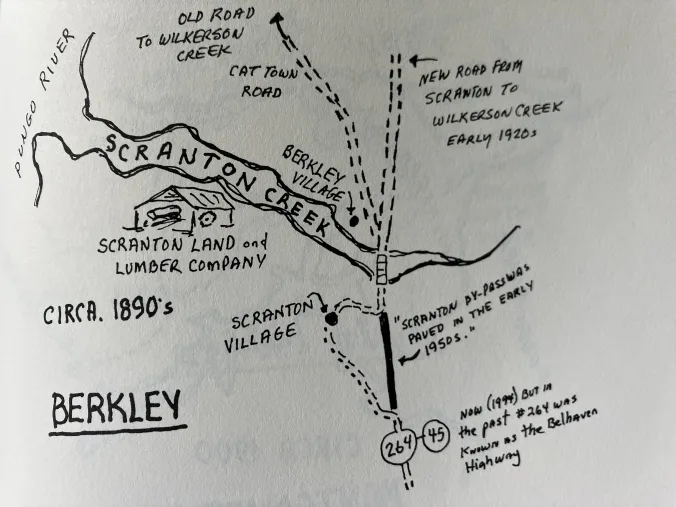 OLD ROAD
TO WILKERSON
CREEK
CAT TOWN
ROAD
NEW ROAD FROM
SCRANTON TO
WILKERSON CREEK
EARLY 1920s
PUNGO RIVER
SCRANTON CREEK
BERKLEY
VILLAGE
SCRANTON LAND and
LUMBER COMPANY
CIRCA. 1890's
SCRANTON
VILLAGE
"SCRANTON BY-PASS WAS
PAVED IN THE EARLY
1950s."
BERKLEY
264
45
NOW (1994) BUT IN
the past #264 was
KNOWN AS the Belhaven
Highway
CIRCA 1900